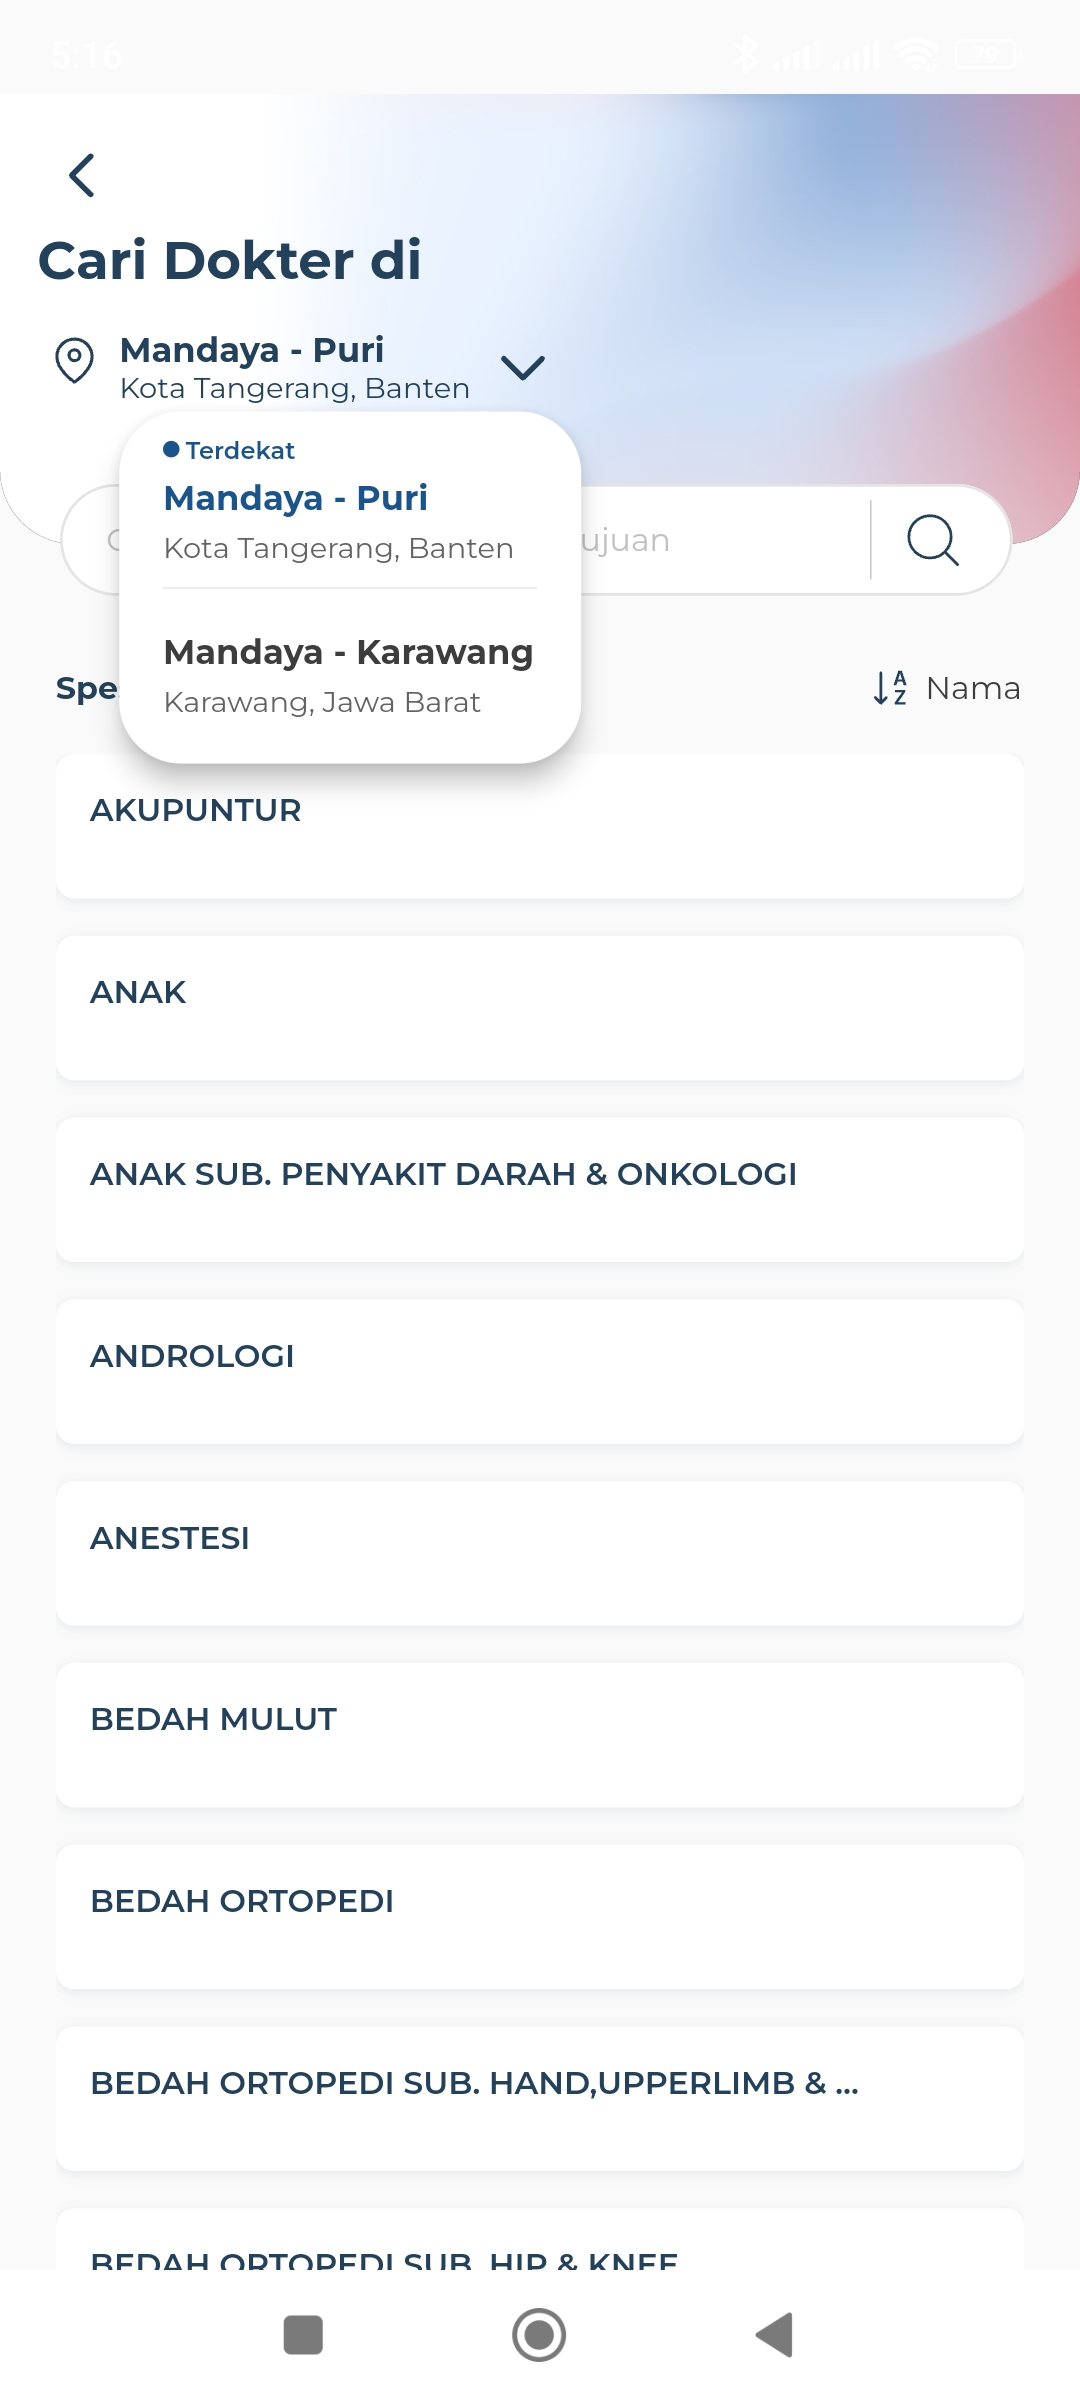 5:16
79
Cari Dokter di
Mandaya - Puri
Kota Tangerang, Banten
Terdekat
Mandaya - Puri
Kota Tangerang, Banten
ujuan
Mandaya - Karawang
Karawang, Jawa Barat
Spe
Nama
AKUPUNTUR
ANAK
ANAK SUB. PENYAKIT DARAH & ONKOLOGI
ANDROLOGI
ANESTESI
BEDAH MULUT
BEDAH ORTOPEDI
BEDAH ORTOPEDI SUB. HAND,UPPERLIMB & ...
BEDAH ORTOPEDI SUB. HIP & KNEE